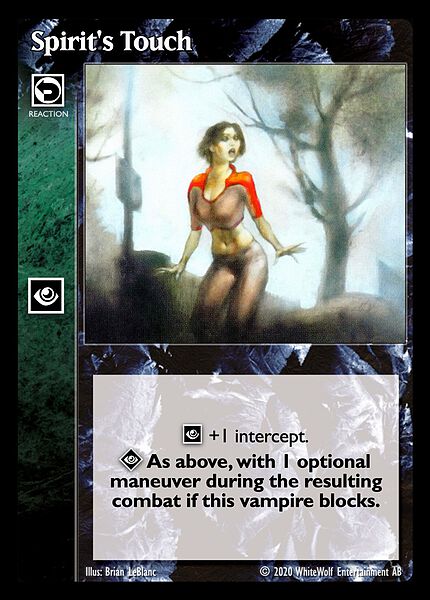 Spirit's Touch
REACTION
+1 intercept.
As above, with 1 optional
maneuver during the resulting
combat if this vampire blocks.
Illus: Brian LeBlanc
© 2020 WhiteWolf Entertainment AB